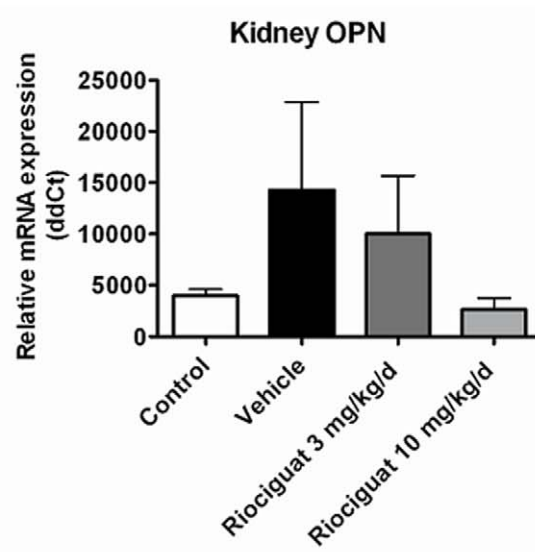 Kidney OPN
Relative mRNA expression
(ddCt)
25000
20000
15000
10000
5000
0
Control
Vehicle
Riociguat 3 mg/kg/d
Riociguat 10 mg/kg/d